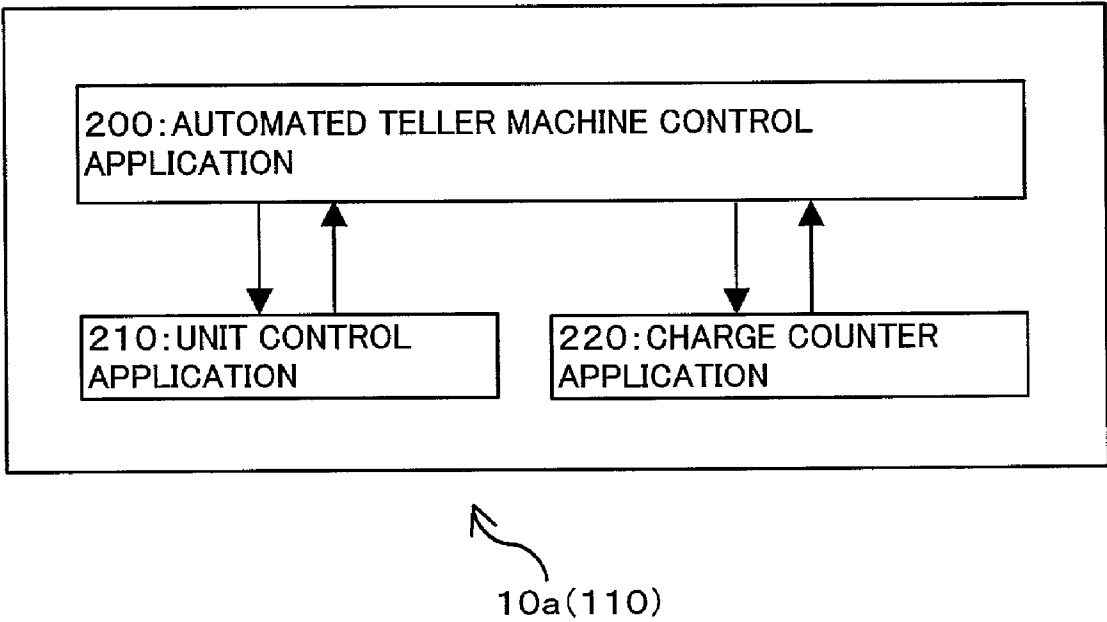 200:AUTOMATED TELLER MACHINE CONTROL
APPLICATION
210:UNIT CONTROL
APPLICATION
220:CHARGE COUNTER
APPLICATION
10a(110)